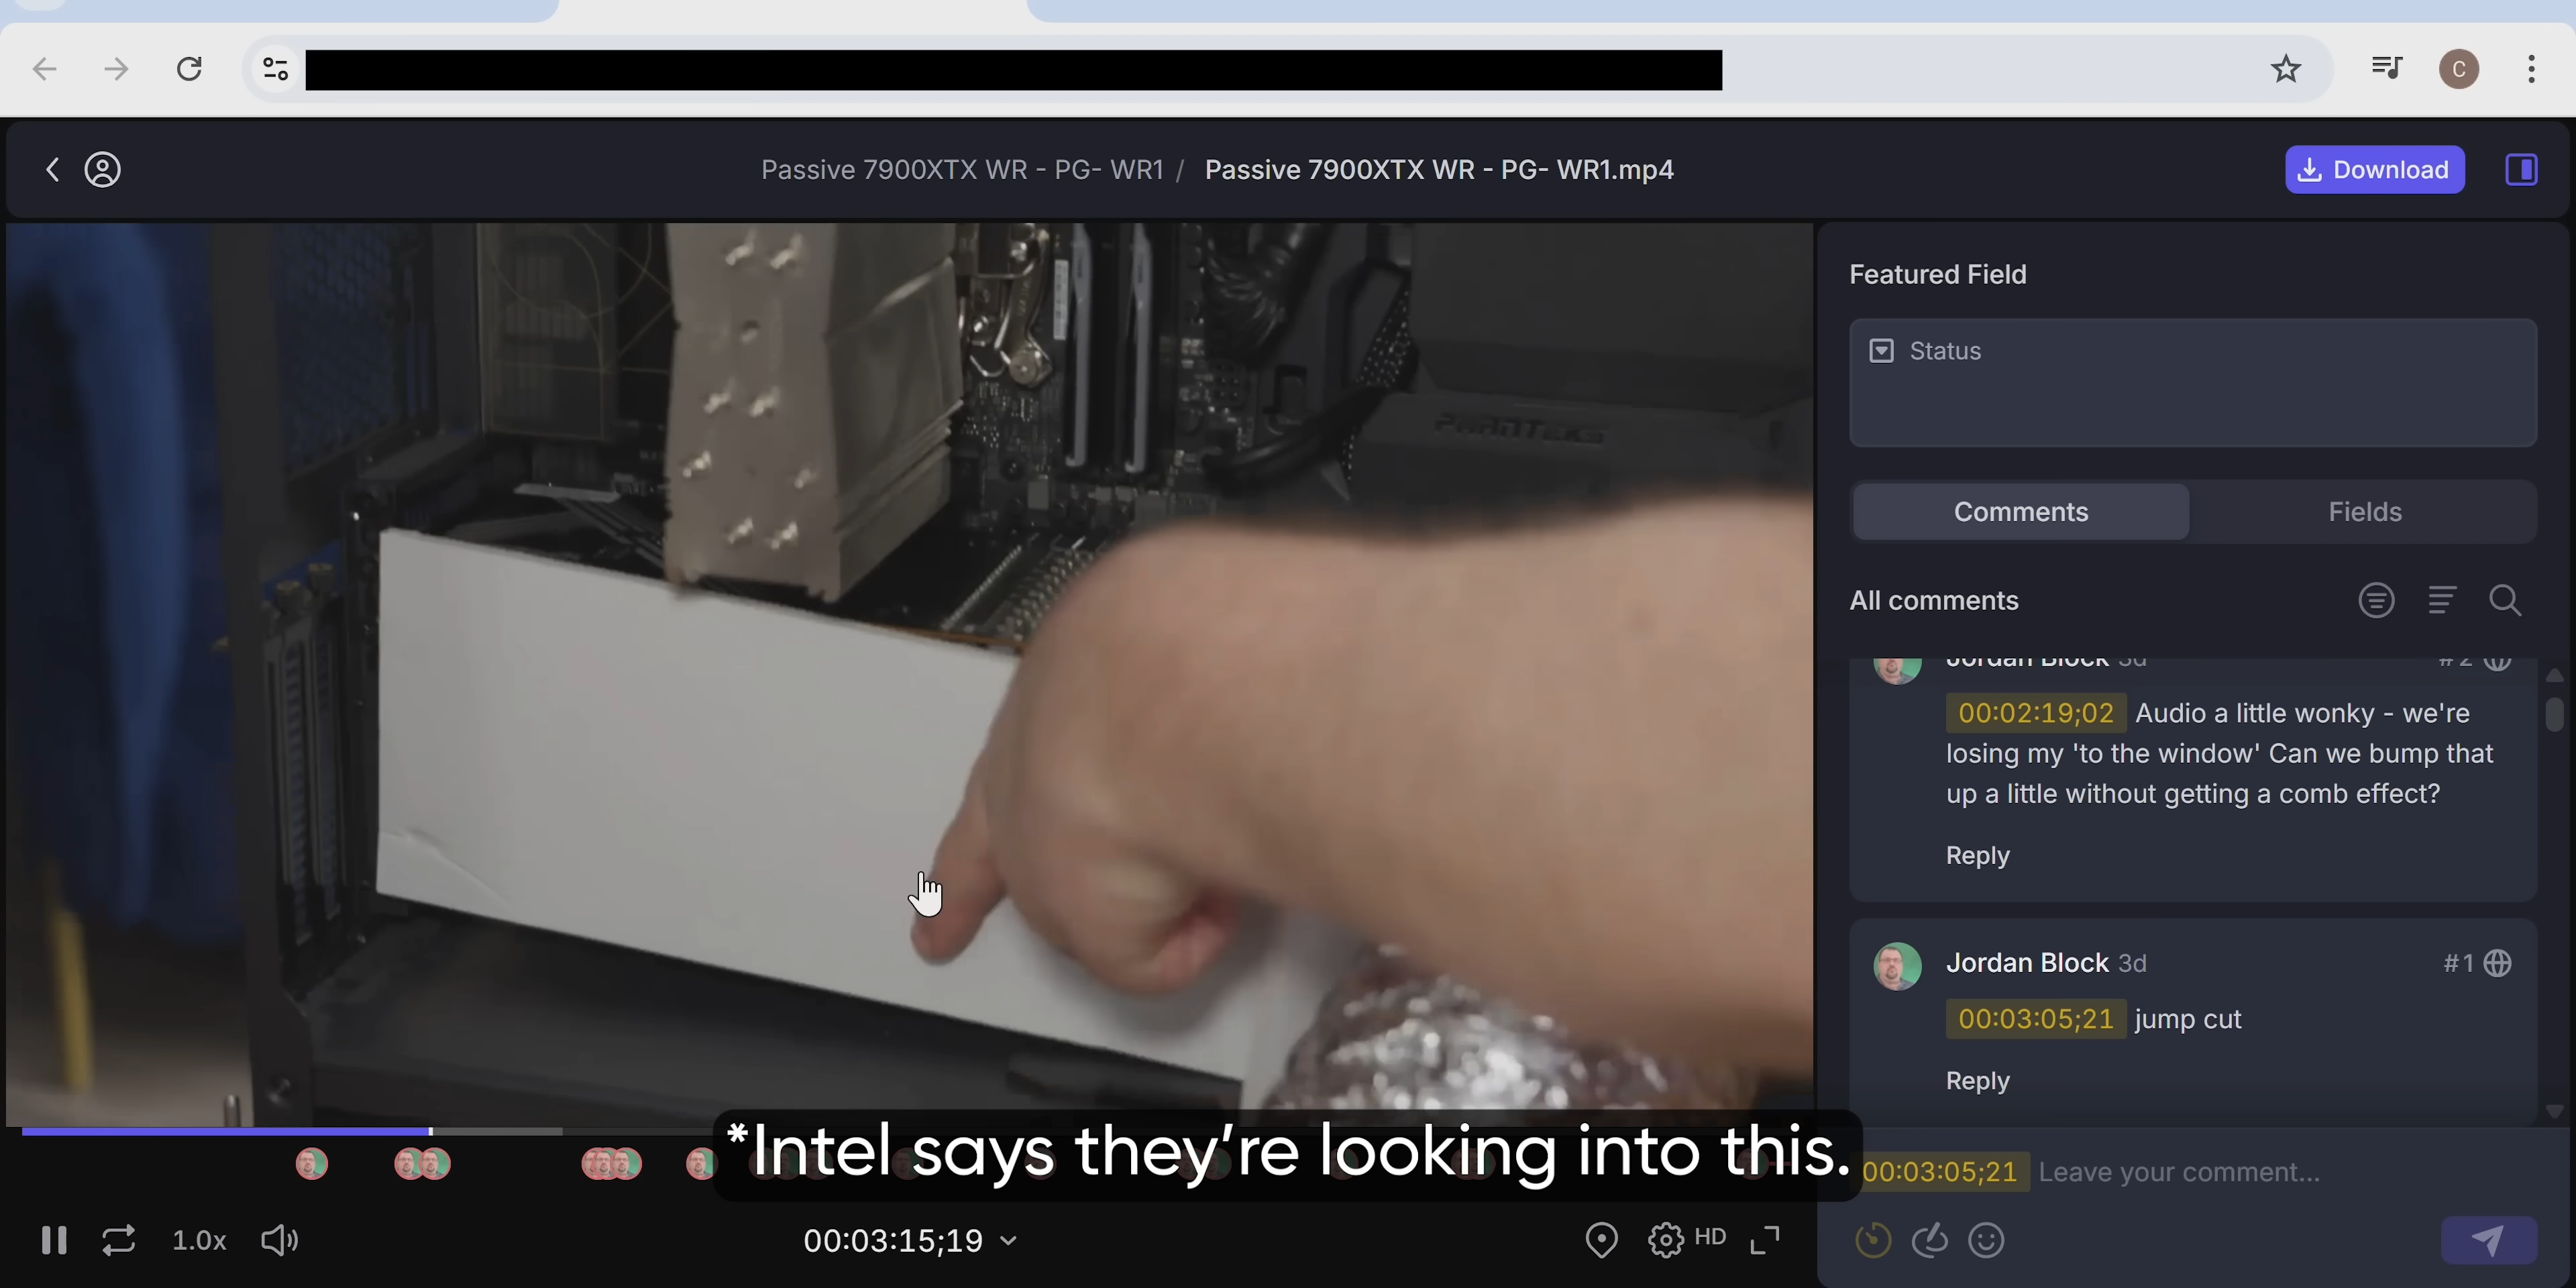 C
Passive 7900XTX WR - PG- WR1 / Passive 7900XTX WR - PG- WR1.mp4
Download
Featured Field
Status
Comments
Fields
All comments
Jordan Block 3d
#2
00:02:19;02 Audio a little wonky - we're
losing my 'to the window' Can we bump that
up a little without getting a comb effect?
Reply
Jordan Block 3d
#1
00:03:05;21 jump cut
Reply
*Intel says they're looking into this.
00:03:05;21 Leave your comment...
1.0x
00:03:15;19
HD